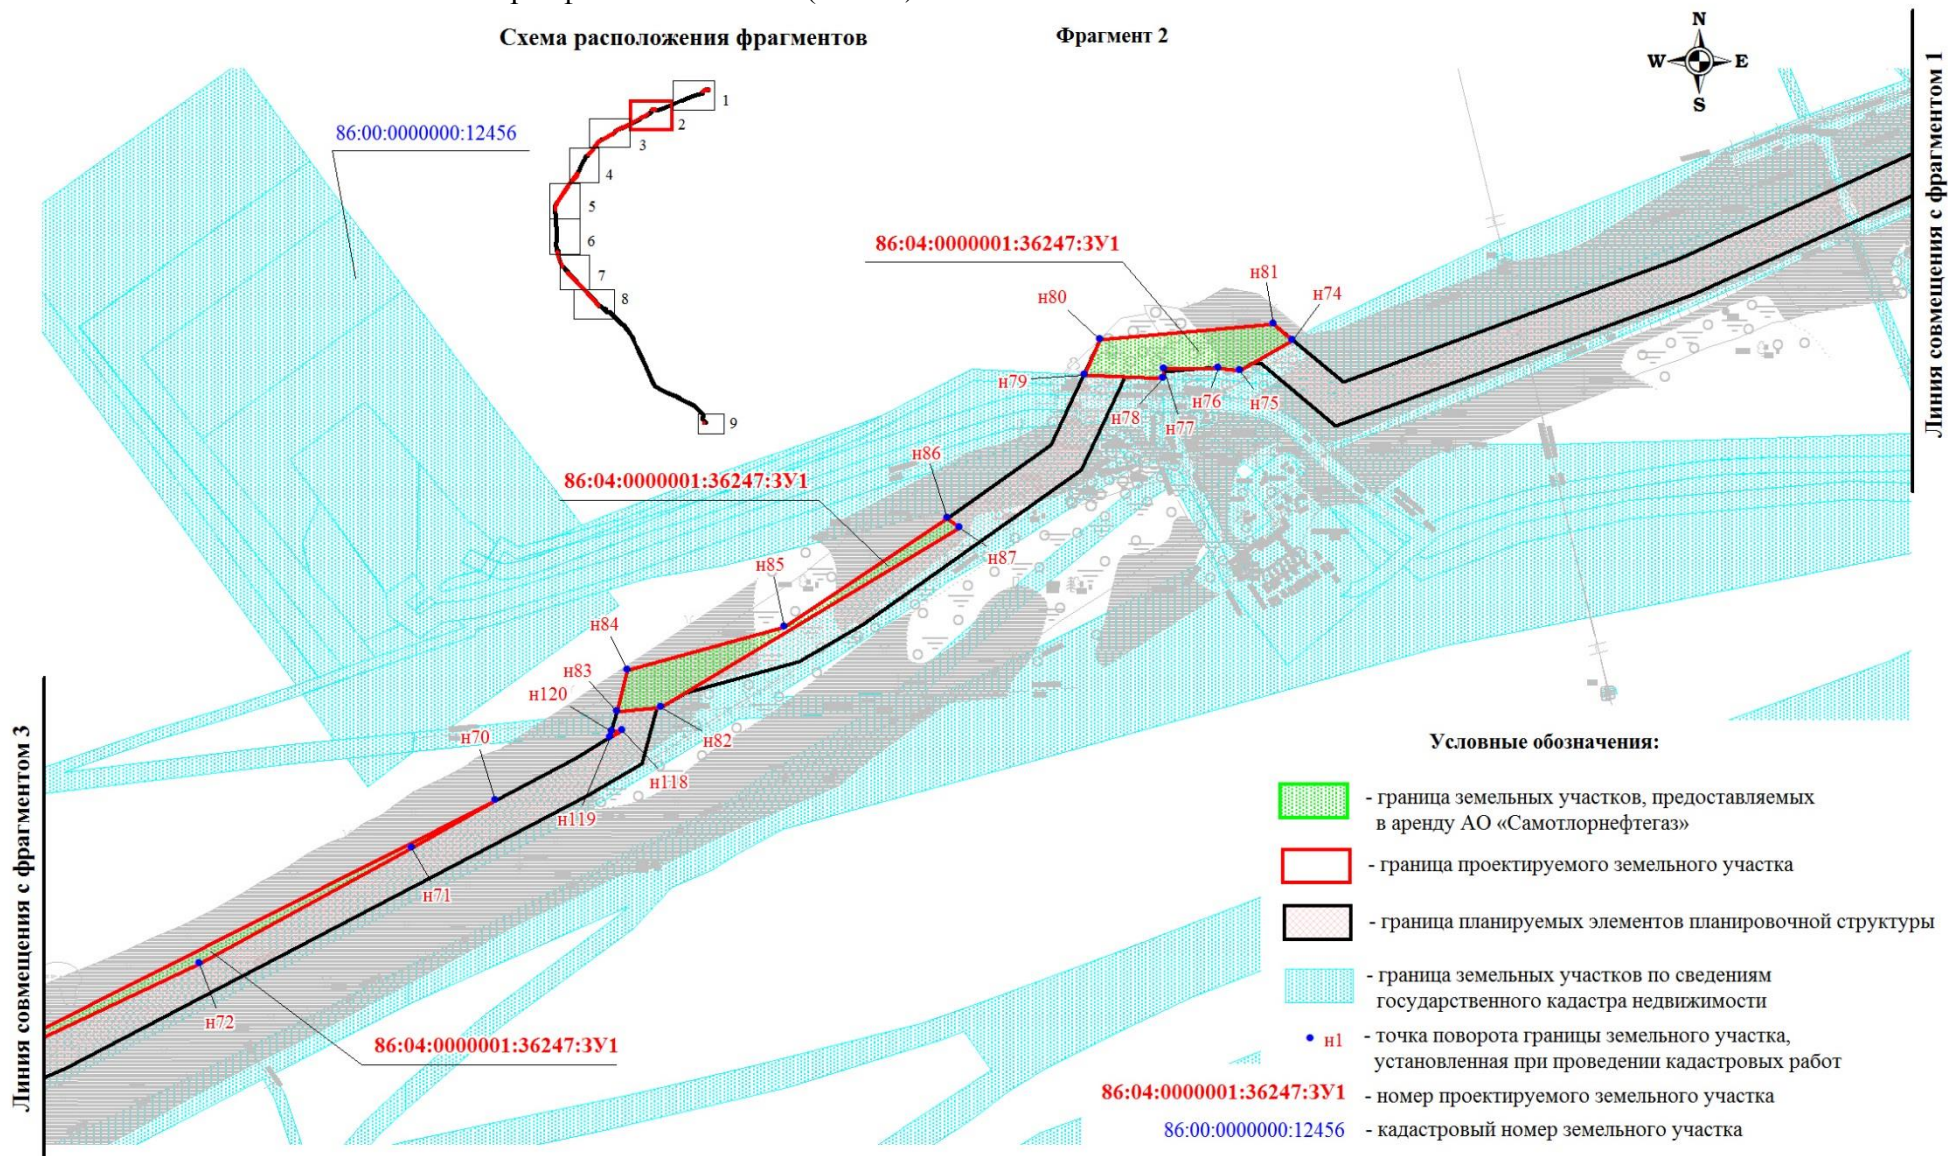 Схема расположения фрагментов
Фрагмент 2
N
W
E
S
1
2
3
4
5
6
7
8
9
86:00:0000000:12456
Линия совмещения с фрагментом 1
86:04:0000001:36247:ЗУ1
н81
н74
н80
н79
н78
н77
н76
н75
н86
86:04:0000001:36247:ЗУ1
н87
н85
н84
н83
н120
н82
н70
н118
н119
н71
н72
86:04:0000001:36247:ЗУ1
Линия совмещения с фрагментом 3
Условные обозначения:
- граница земельных участков, предоставляемых
в аренду АО «Самотлорнефтегаз»
- граница проектируемого земельного участка
- граница планируемых элементов планировочной структуры
- граница земельных участков по сведениям
государственного кадастра недвижимости
н1 - точка поворота границы земельного участка,
установленная при проведении кадастровых работ
86:04:0000001:36247:ЗУ1 - номер проектируемого земельного участка
86:00:0000000:12456 - кадастровый номер земельного участка